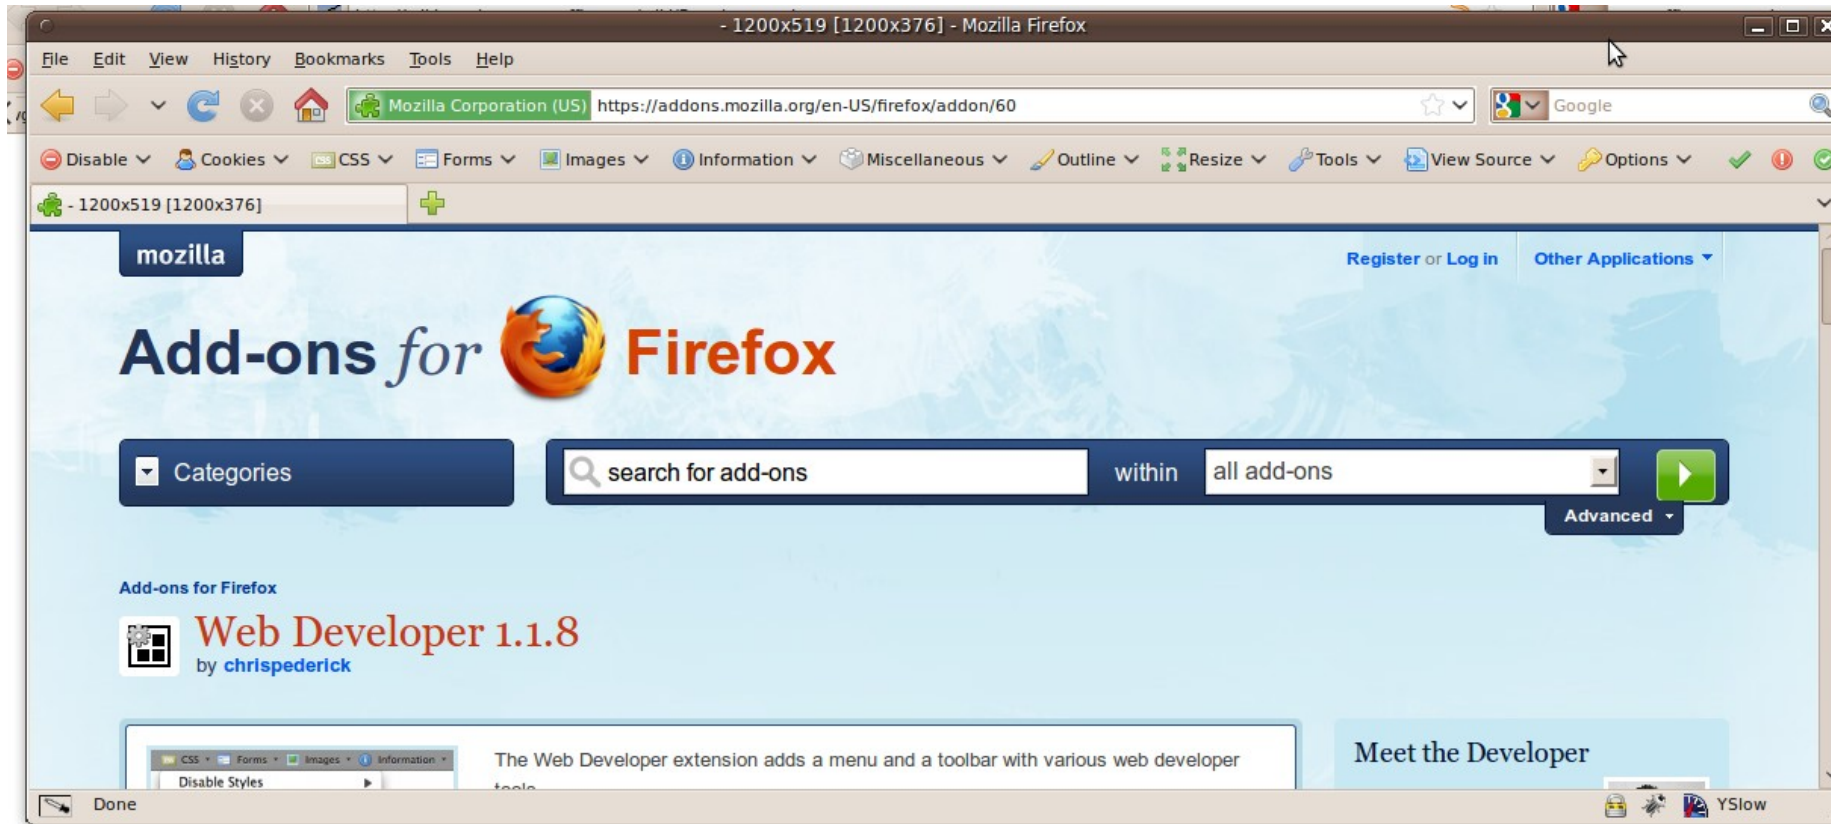 - 1200x519 [1200x376] - Mozilla Firefox
File Edit View History Bookmarks Tools Help
Mozilla Corporation (US) https://addons.mozilla.org/en-US/firefox/addon/60 Google
Disable Cookies CSS Forms Images Information Miscellaneous Outline Resize Tools View Source Options
- 1200x519 [1200x376]
mozilla
Register or Log in Other Applications
Add-ons for Firefox
Categories search for add-ons within all add-ons
Advanced
Add-ons for Firefox
Web Developer 1.1.8
by chrispederick
CSS Forms Images Information
Disable Styles
The Web Developer extension adds a menu and a toolbar with various web developer
Meet the Developer
Done YSlow